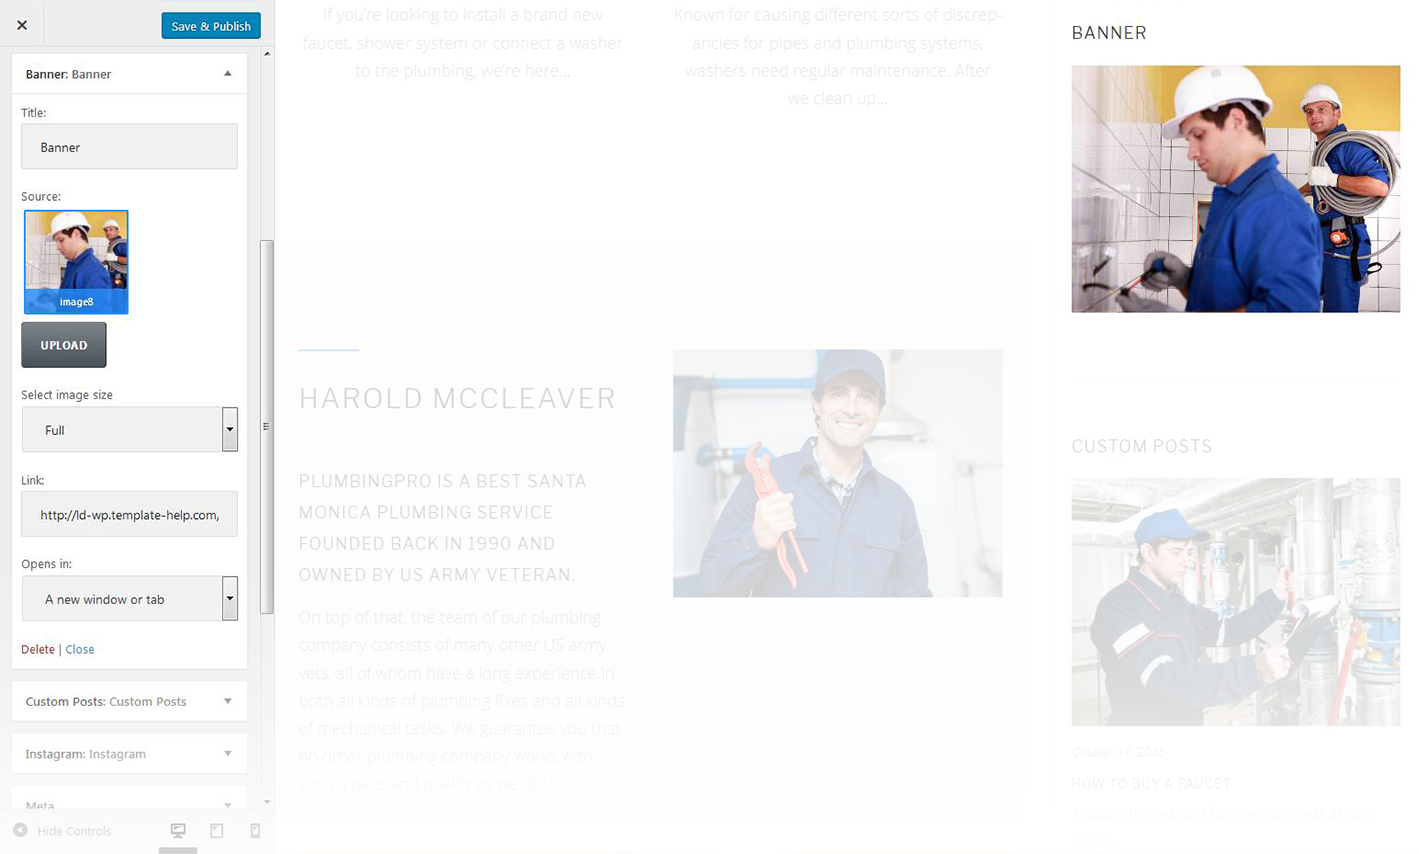 Save & Publish
Banner: Banner
Title:
Banner
Source:
image8
UPLOAD
Select image size
Full
Link:
http://ld-wp.template-help.com,
Opens in:
A new window or tab
Delete | Close
Custom Posts: Custom Posts
Instagram: Instagram
Meta
Hide Controls
If you're looking to install a brand new
faucet, shower system or connect a washer
to the plumbing, we're here...
Known for causing different sorts of discrep-
ancies for pipes and plumbing systems,
washers need regular maintenance. After
we clean up...
HAROLD MCCLEAVER
PLUMBINGPRO IS A BEST SANTA
MONICA PLUMBING SERVICE
FOUNDED BACK IN 1990 AND
OWNED BY US ARMY VETERAN.
On top of that, the team of our plumbing
company consists of many other US army
vets, all of whom have a long experience in
both all kinds of plumbing fixes and all kinds
of mechanical tasks. We guarantee you that
no other plumbing company works with
such a pace and quality as we do!
BANNER
CUSTOM POSTS
October 19, 2016
HOW TO BUY A FAUCET
Actually, the reasons for the water leak at your
home...